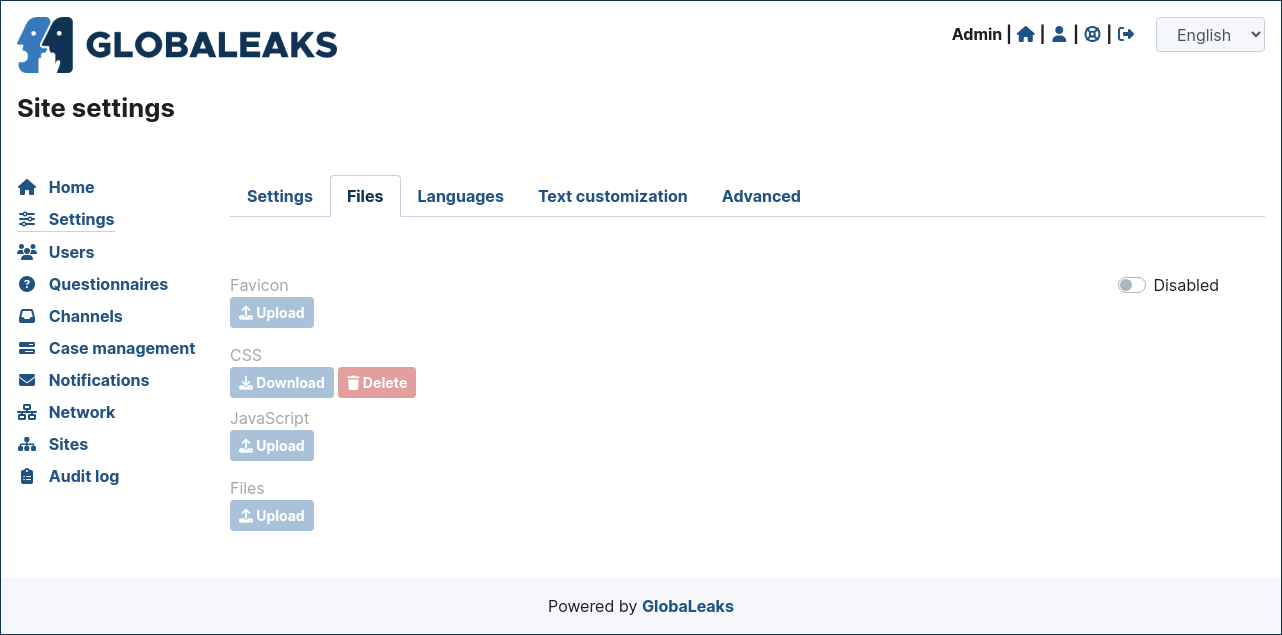 GLOBALEAKS
Admin | | | |
English
Site settings
Home
Settings
Users
Questionnaires
Channels
Case management
Notifications
Network
Sites
Audit log
Settings Files Languages Text customization Advanced
Favicon
Disabled
Upload
CSS
Download Delete
JavaScript
Upload
Files
Upload
Powered by GlobaLeaks